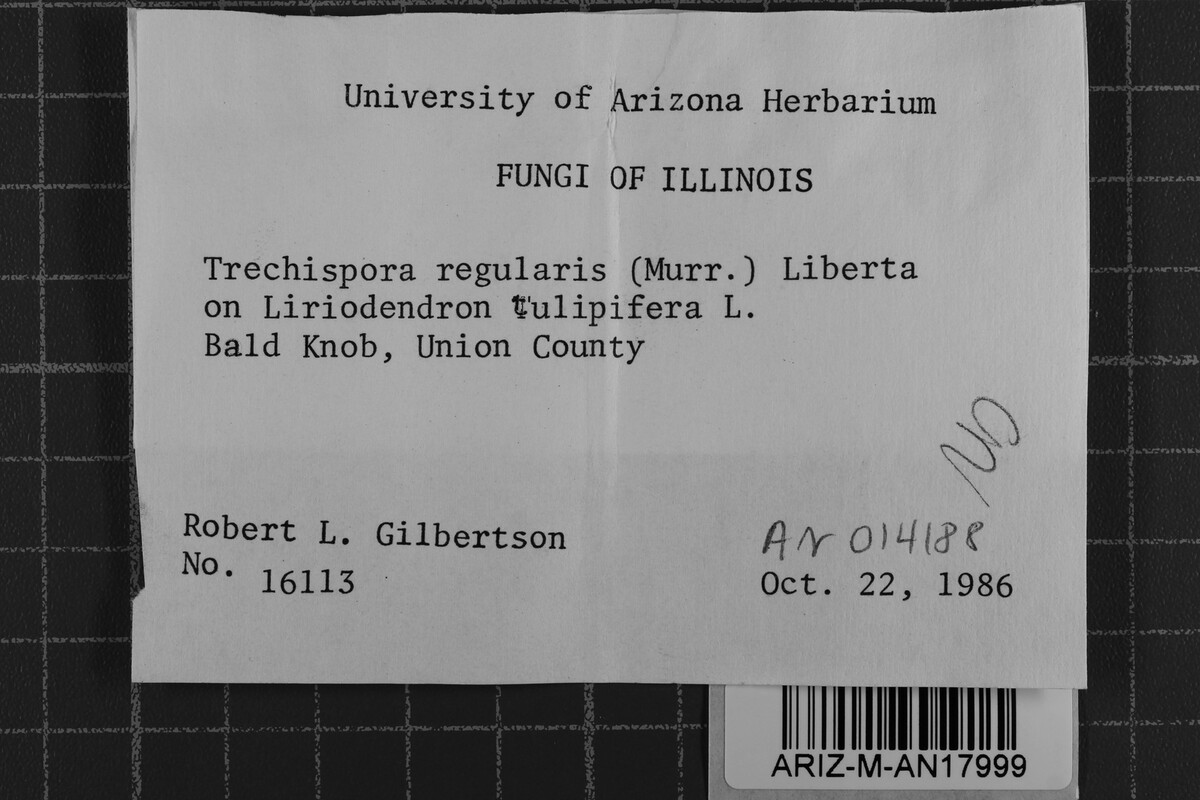 University of Arizona Herbarium
FUNGI OF ILLINOIS
Trechispora regularis (Murr.) Liberta
on Liriodendron tulipifera L.
Bald Knob, Union County
Robert L. Gilbertson
No. 16113
AN 014188
Oct. 22, 1986
ARIZ-M-AN17999